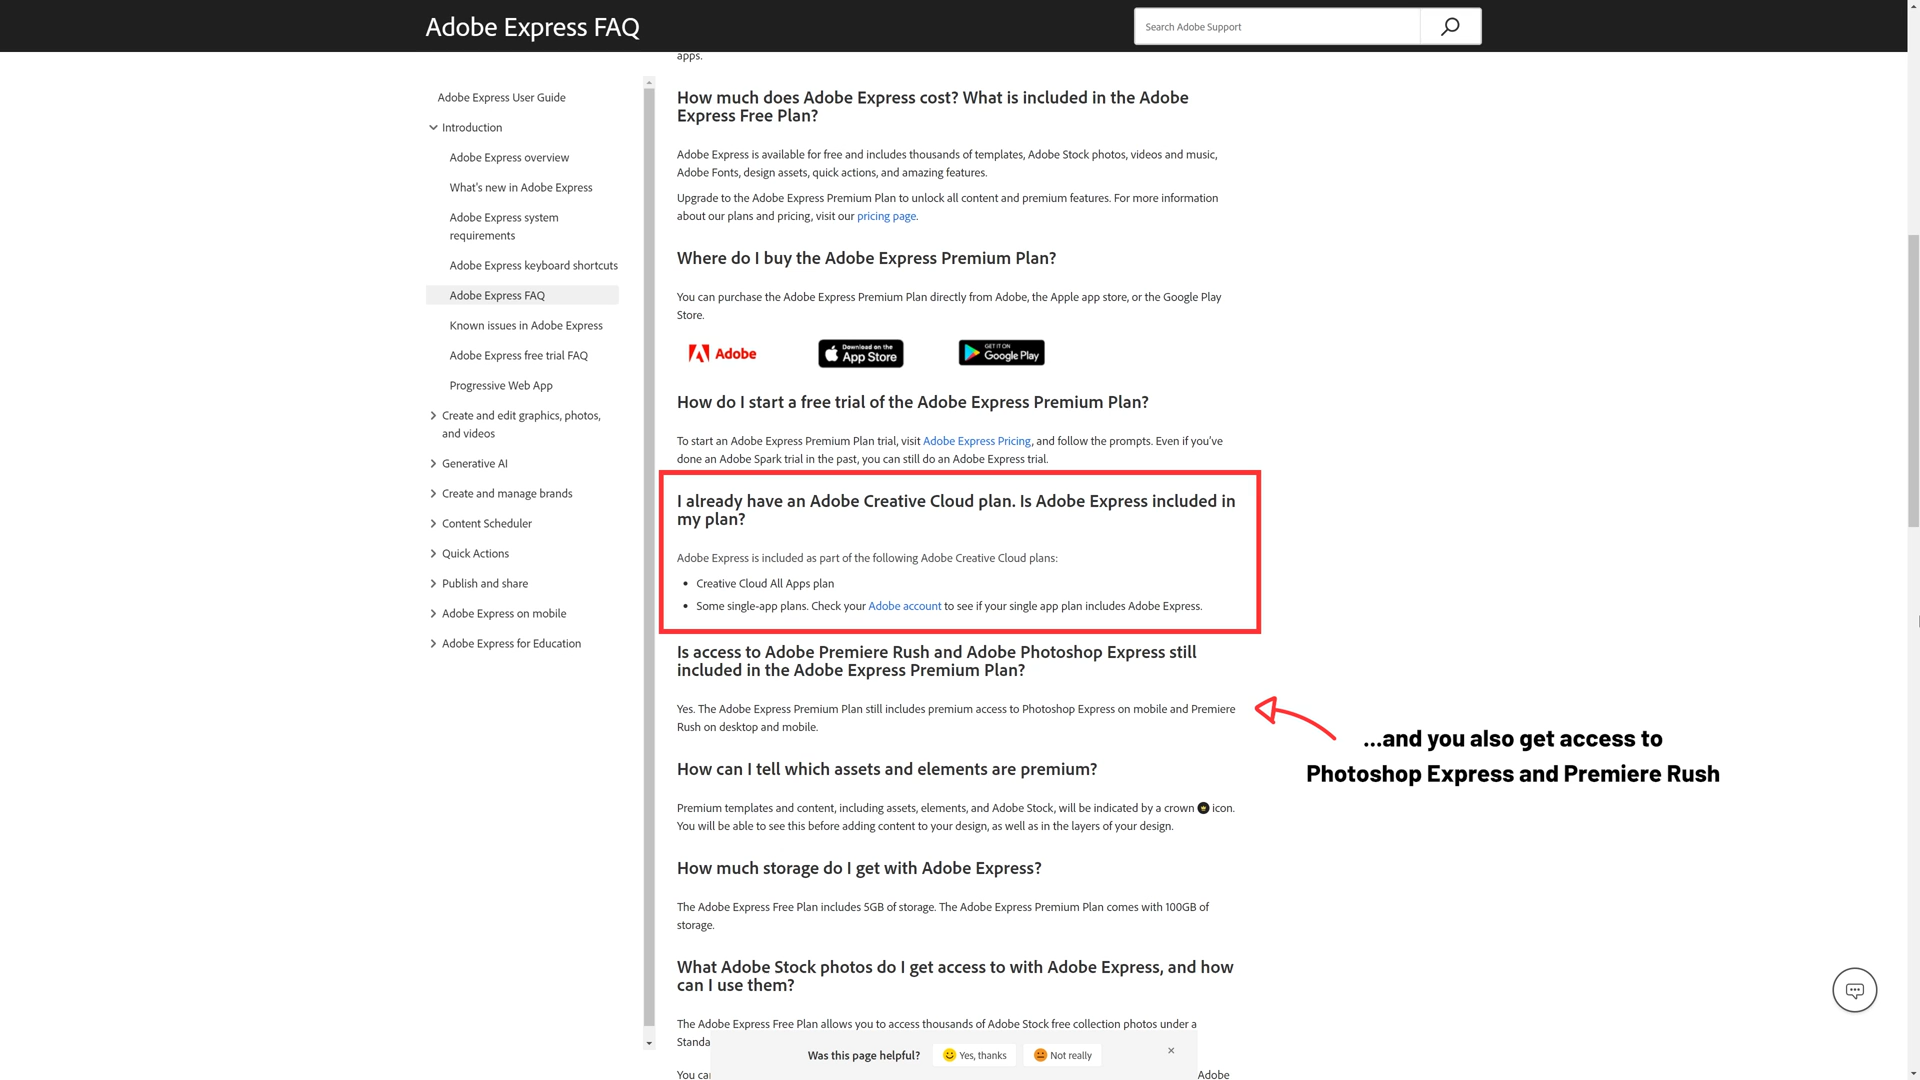 Adobe Express FAQ
Search Adobe Support
apps.
Adobe Express User Guide
Introduction
Adobe Express overview
What's new in Adobe Express
Adobe Express system
requirements
Adobe Express keyboard shortcuts
Adobe Express FAQ
Known issues in Adobe Express
Adobe Express free trial FAQ
Progressive Web App
Create and edit graphics, photos,
and videos
Generative AI
Create and manage brands
Content Scheduler
Quick Actions
Publish and share
Adobe Express on mobile
Adobe Express for Education
How much does Adobe Express cost? What is included in the Adobe
Express Free Plan?
Adobe Express is available for free and includes thousands of templates, Adobe Stock photos, videos and music,
Adobe Fonts, design assets, quick actions, and amazing features.
Upgrade to the Adobe Express Premium Plan to unlock all content and premium features. For more information
about our plans and pricing, visit our pricing page.
Where do I buy the Adobe Express Premium Plan?
You can purchase the Adobe Express Premium Plan directly from Adobe, the Apple app store, or the Google Play
Store.
Adobe
Download on the
App Store
GET IT ON
Google Play
How do I start a free trial of the Adobe Express Premium Plan?
To start an Adobe Express Premium Plan trial, visit Adobe Express Pricing, and follow the prompts. Even if you've
done an Adobe Spark trial in the past, you can still do an Adobe Express trial.
I already have an Adobe Creative Cloud plan. Is Adobe Express included in
my plan?
Adobe Express is included as part of the following Adobe Creative Cloud plans:
• Creative Cloud All Apps plan
• Some single-app plans. Check your Adobe account to see if your single app plan includes Adobe Express.
Is access to Adobe Premiere Rush and Adobe Photoshop Express still
included in the Adobe Express Premium Plan?
Yes. The Adobe Express Premium Plan still includes premium access to Photoshop Express on mobile and Premiere
Rush on desktop and mobile.
...and you also get access to
Photoshop Express and Premiere Rush
How can I tell which assets and elements are premium?
Premium templates and content, including assets, elements, and Adobe Stock, will be indicated by a crown icon.
You will be able to see this before adding content to your design, as well as in the layers of your design.
How much storage do I get with Adobe Express?
The Adobe Express Free Plan includes 5GB of storage. The Adobe Express Premium Plan comes with 100GB of
storage.
What Adobe Stock photos do I get access to with Adobe Express, and how
can I use them?
The Adobe Express Free Plan allows you to access thousands of Adobe Stock free collection photos under a
Standa
Was this page helpful?
Yes, thanks
Not really
You ca
Adobe